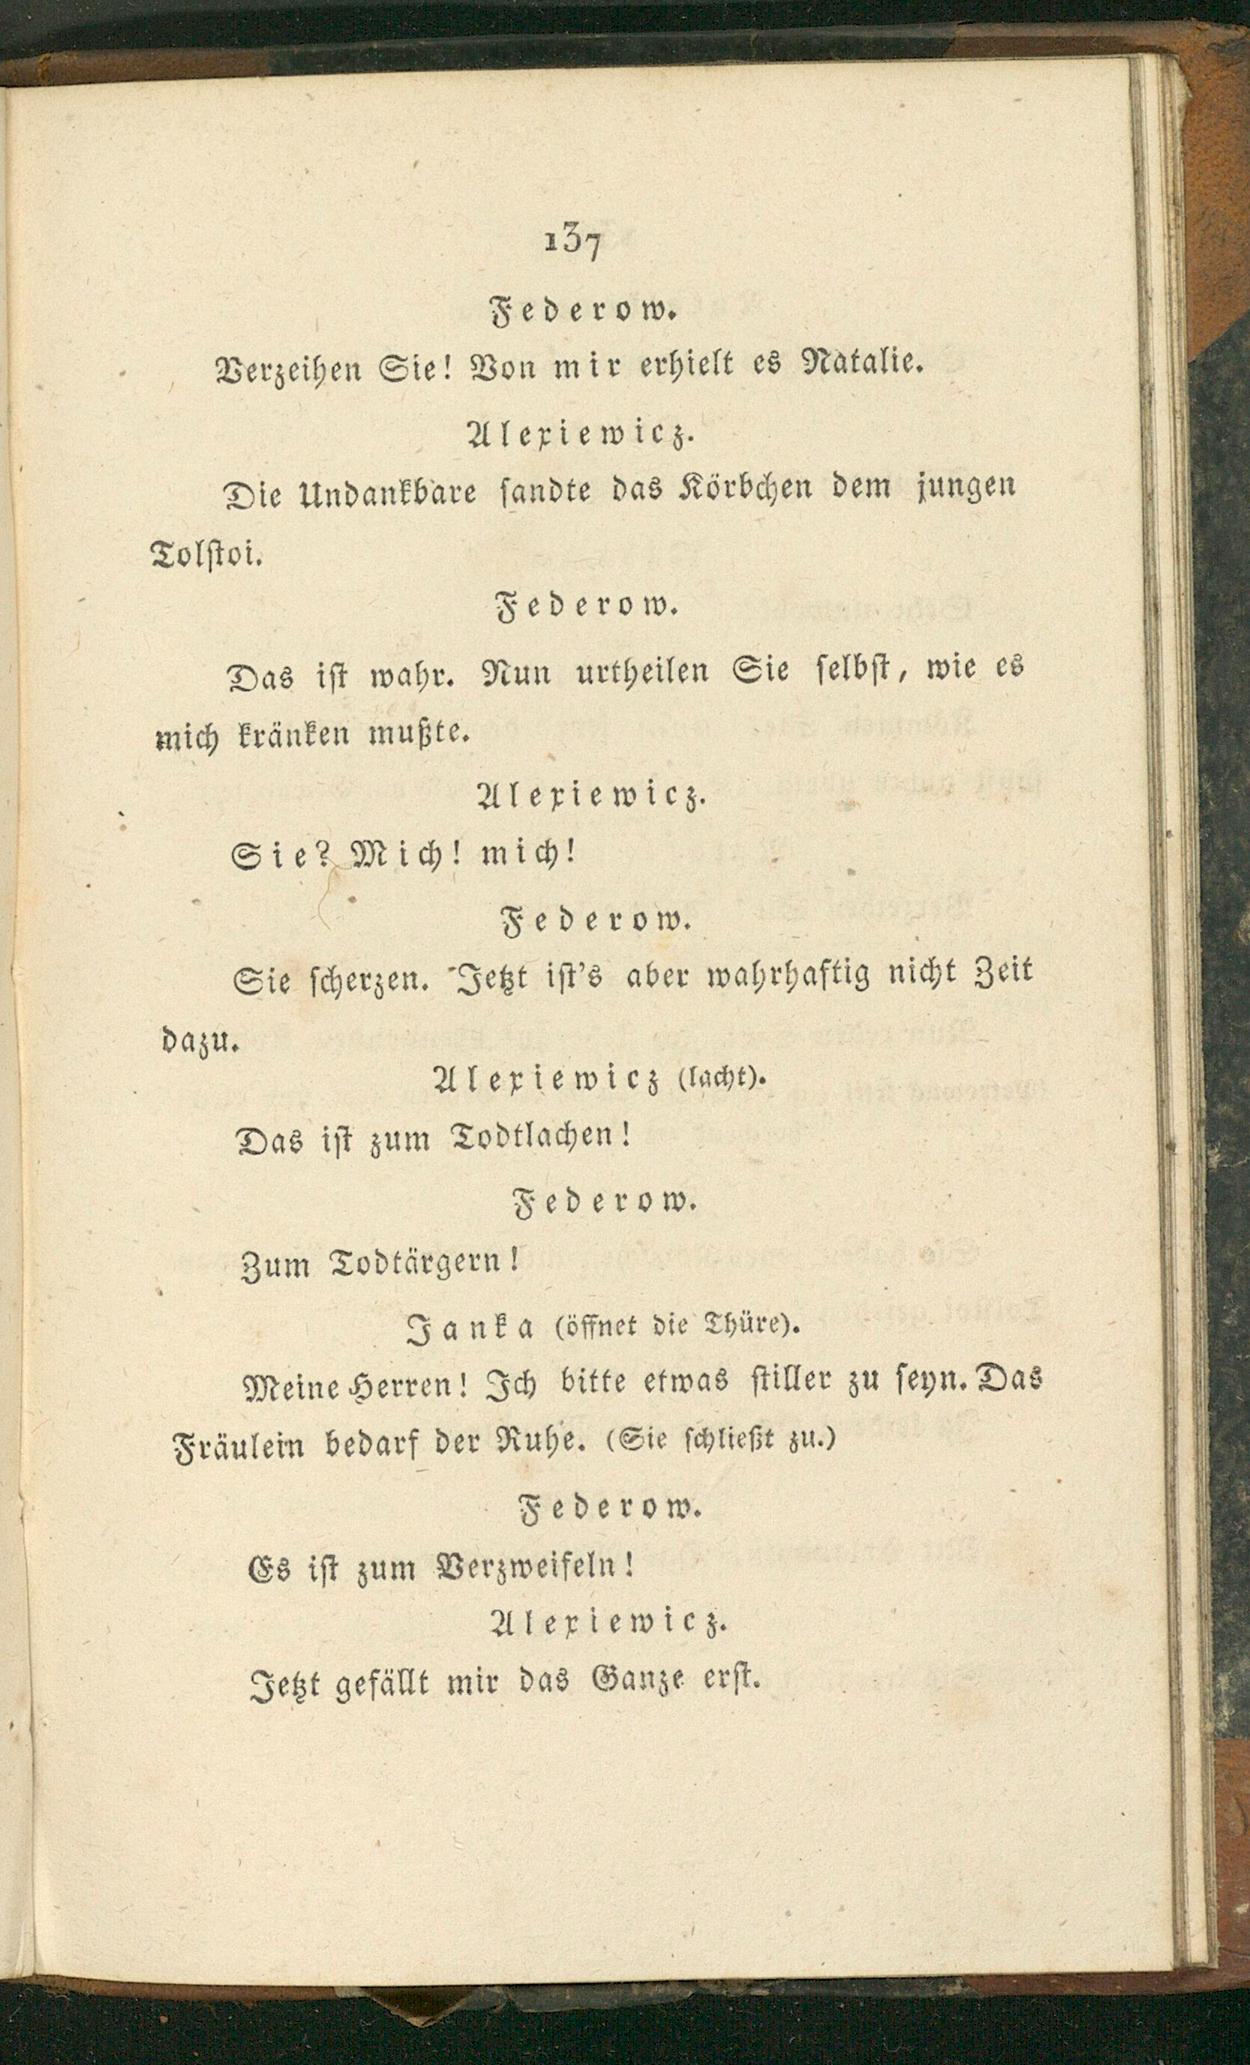 137
Federow.
Verzeihen Sie! Von mir erhielt es Natalie.
Alexiewicz.
Die Undankbare ſandte das Körbchen dem jungen
Tolſtoi.
Federow.
Das iſt wahr. Nun urtheilen Sie ſelbſt, wie es
mich kränken mußte.
Alexiewicz.
Sie? Mich! mich!
Federow.
Sie ſcherzen. Jetzt iſt's aber wahrhaftig nicht Zeit
dazu.
Alexiewicz (lacht).
Das iſt zum Todtlachen!
Federow.
Zum Todtärgern!
Janka (öffnet die Thüre).
Meine Herren! Ich bitte etwas ſtiller zu ſeyn. Das
Fräulein bedarf der Ruhe. (Sie ſchließt zu.)
Federow.
Es iſt zum Verzweifeln!
Alexiewicz.
Jetzt gefällt mir das Ganze erſt.